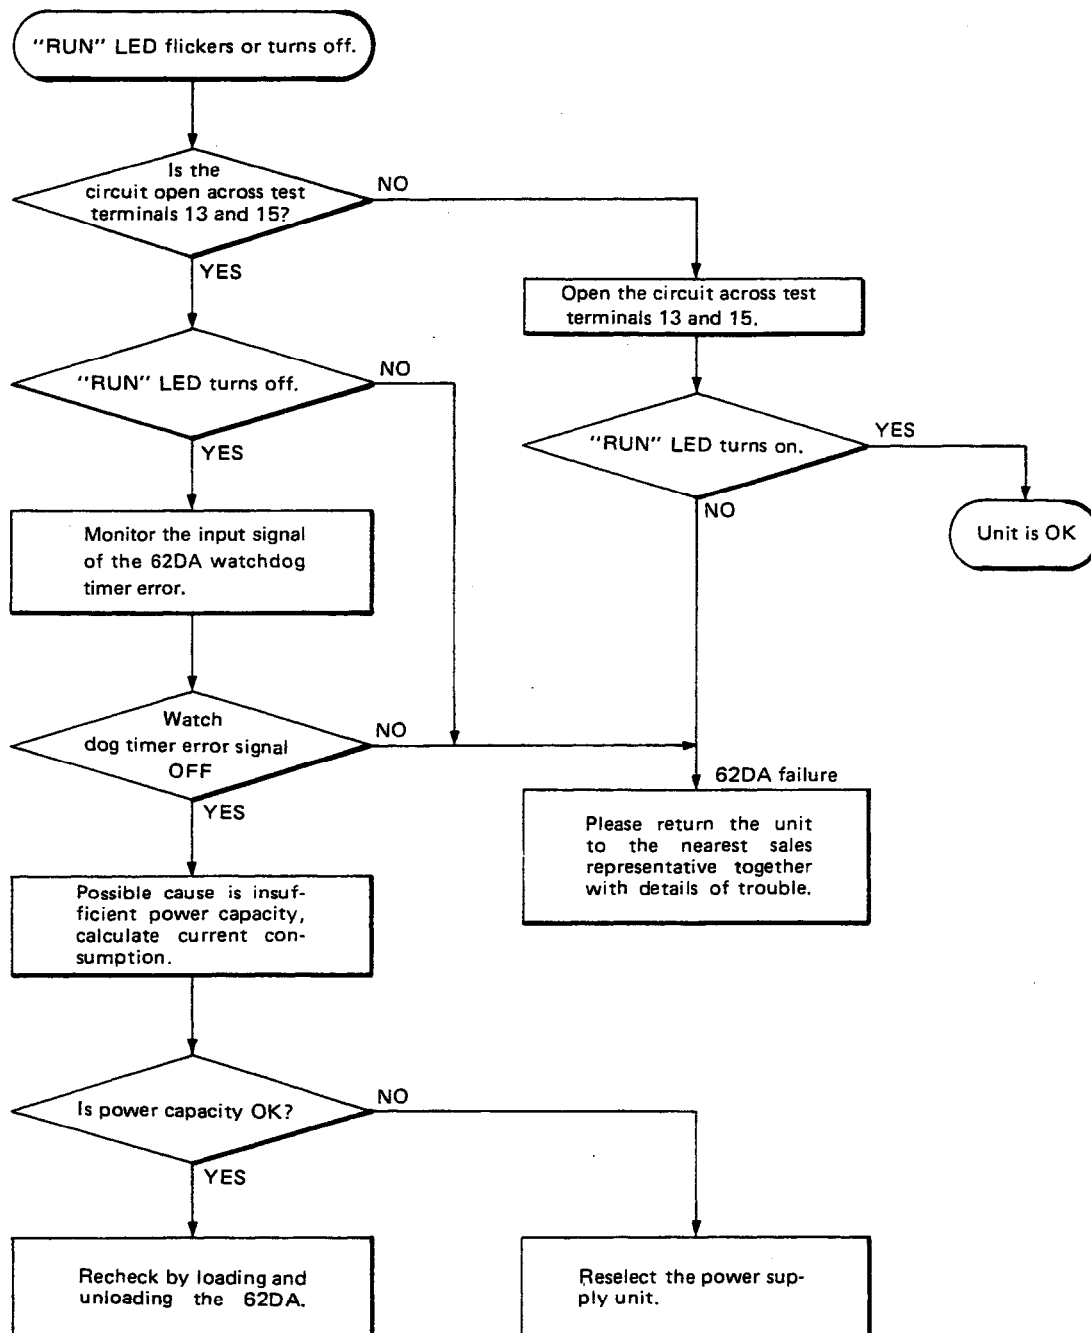 "RUN" LED flickers or turns off.
Is the
circuit open across test
terminals 13 and 15?
NO
YES
Open the circuit across test
terminals 13 and 15.
"RUN" LED turns off.
NO
YES
"RUN" LED turns on.
YES
NO
Unit is OK
Monitor the input signal
of the 62DA watchdog
timer error.
Watch
dog timer error signal
OFF
NO
YES
62DA failure
Please return the unit
to the nearest sales
representative together
with details of trouble.
Possible cause is insuf-
ficient power capacity,
calculate current con-
sumption.
Is power capacity OK?
NO
YES
Recheck by loading and
unloading the 62DA.
Reselect the power sup-
ply unit.